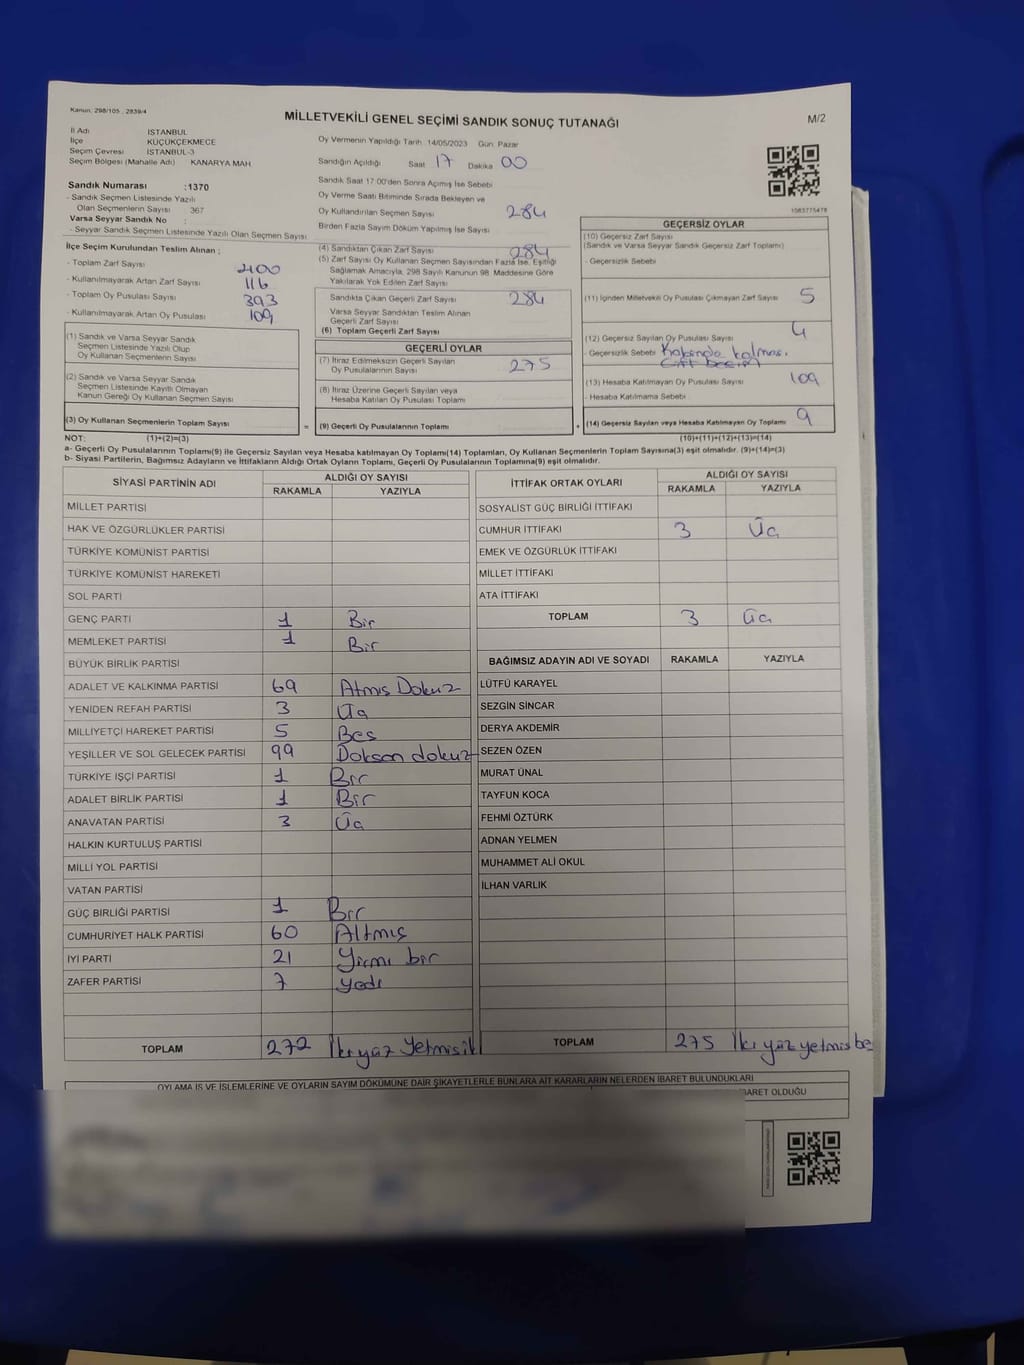 Kanun: 298/105 , 2839/4
MİLLETVEKİLİ GENEL SEÇİMİ SANDIK SONUÇ TUTANAĞI
M/2
İl Adı İSTANBUL
İlçe KÜÇÜKÇEKMECE
Seçim Çevresi İSTANBUL-3
Seçim Bölgesi (Mahalle Adı) KANARYA MAH
Sandık Numarası :1370
- Sandık Seçmen Listesinde Yazılı
Olan Seçmenlerin Sayısı 367
Varsa Seyyar Sandık No :
- Seyyar Sandık Seçmen Listesinde Yazılı Olan Seçmen Sayısı
İlçe Seçim Kurulundan Teslim Alınan ;
- Toplam Zarf Sayısı 400
- Kullanılmayarak Artan Zarf Sayısı 116
- Toplam Oy Pusulası Sayısı 393
- Kullanılmayarak Artan Oy Pusulası 109
(1) Sandık ve Varsa Seyyar Sandık
Seçmen Listesinde Yazılı Olup
Oy Kullanan Seçmenlerin Sayısı
(2) Sandık ve Varsa Seyyar Sandık
Seçmen Listesinde Kayıtlı Olmayan
Kanun Gereği Oy Kullanan Seçmen Sayısı
(3) Oy Kullanan Seçmenlerin Toplam Sayısı
Oy Vermenin Yapıldığı Tarih :14/05/2023 Gün: Pazar
Sandığın Açıldığı Saat 17 Dakika 00
Sandık Saat 17:00'den Sonra Açımış İse Sebebi
Oy Verme Saati Bitiminde Sırada Bekleyen ve
Oy Kullandırılan Seçmen Sayısı 284
Birden Fazla Sayım Döküm Yapılmış İse Sayısı
(4) Sandıktan Çıkan Zarf Sayısı 284
(5) Zarf Sayısı Oy Kullanan Seçmen Sayısından Fazla İse, Eşitliği
Sağlamak Amacıyla, 298 Sayılı Kanunun 98. Maddesine Göre
Yakılarak Yok Edilen Zarf Sayısı
Sandıkta Çıkan Geçerli Zarf Sayısı 284
Varsa Seyyar Sandıktan Teslim Alınan
Geçerli Zarf Sayısı
(6) Toplam Geçerli Zarf Sayısı
GEÇERLİ OYLAR
(7) İtiraz Edilmeksizin Geçerli Sayılan
Oy Pusulasının Sayısı 275
(8) İtiraz Üzerine Geçerli Sayılan veya
Hesaba Katılan Oy Pusulası Toplamı
= (9) Geçerli Oy Pusulalarının Toplamı +
1083775478
GEÇERSİZ OYLAR
(10) Geçersiz Zarf Sayısı
(Sandık ve Varsa Seyyar Sandık Geçersiz Zarf Toplamı)
- Geçersizlik Sebebi
(11) İçinden Milletvekili Oy Pusulası Çıkmayan Zarf Sayısı 5
(12) Geçersiz Sayılan Oy Pusulası Sayısı 4
- Geçersizlik Sebebi
(13) Hesaba Katılmayan Oy Pusulası Sayısı 109
- Hesaba Katılmama Sebebi
(14) Geçersiz Sayılan veya Hesaba Katılmayan Oy Toplamı 9
NOT: (1)+(2)=(3) (10)+(11)+(12)+(13)=(14)
a- Geçerli Oy Pusulalarının Toplamı(9) ile Geçersiz Sayılan veya Hesaba katılmayan Oy Toplamı(14) Toplamları, Oy Kullanan Seçmenlerin Toplam Sayısına(3) eşit olmalıdır. (9)+(14)=(3)
b- Siyasi Partilerin, Bağımsız Adayların ve İttifakların Aldığı Ortak Oyların Toplamı, Geçerli Oy Pusulalarının Toplamına(9) eşit olmalıdır.
SİYASİ PARTİNİN ADI ALDIĞI OY SAYISI
RAKAMLA YAZIYLA
MİLLET PARTİSİ
HAK VE ÖZGÜRLÜKLER PARTİSİ
TÜRKİYE KOMÜNİST PARTİSİ
TÜRKİYE KOMÜNİST HAREKETİ
SOL PARTİ
GENÇ PARTİ 1 Bir
MEMLEKET PARTİSİ 1 Bir
BÜYÜK BİRLİK PARTİSİ
ADALET VE KALKINMA PARTİSİ 69 Atmış Dokuz
YENİDEN REFAH PARTİSİ 3 Üç
MİLLİYETÇİ HAREKET PARTİSİ 5 Beş
YEŞİLLER VE SOL GELECEK PARTİSİ 99 Doksan dokuz
TÜRKİYE İŞÇİ PARTİSİ 1 Bir
ADALET BİRLİK PARTİSİ 1 Bir
ANAVATAN PARTİSİ 3 Üç
HALKIN KURTULUŞ PARTİSİ
MİLLİ YOL PARTİSİ
VATAN PARTİSİ
GÜÇ BİRLİĞİ PARTİSİ 1 Bir
CUMHURİYET HALK PARTİSİ 60 Altmış
İYİ PARTİ 21 Yirmi bir
ZAFER PARTİSİ 7 Yedi
TOPLAM 272 İkiyüz Yetmişik
İTTİFAK ORTAK OYLARI ALDIĞI OY SAYISI
RAKAMLA YAZIYLA
SOSYALİST GÜÇ BİRLİĞİ İTTİFAKI
CUMHUR İTTİFAKI 3 Üç
EMEK VE ÖZGÜRLÜK İTTİFAKI
MİLLET İTTİFAKI
ATA İTTİFAKI
TOPLAM 3 Üç
BAĞIMSIZ ADAYIN ADI VE SOYADI RAKAMLA YAZIYLA
LÜTFÜ KARAYEL
SEZGİN SİNCAR
DERYA AKDEMİR
SEZEN ÖZEN
MURAT ÜNAL
TAYFUN KOCA
FEHMİ ÖZTÜRK
ADNAN YELMEN
MUHAMMET ALİ OKUL
İLHAN VARLIK
TOPLAM 275 İkiyüzyetmişbe
OYLAMA İŞ VE İŞLEMLERİNE VE OYLARIN SAYIM DÖKÜMÜNE DAİR ŞİKAYETLERLE BUNLARA AİT KARARLARIN NELERDEN İBARET BULUNDUKLARI
BARET OLDUĞU